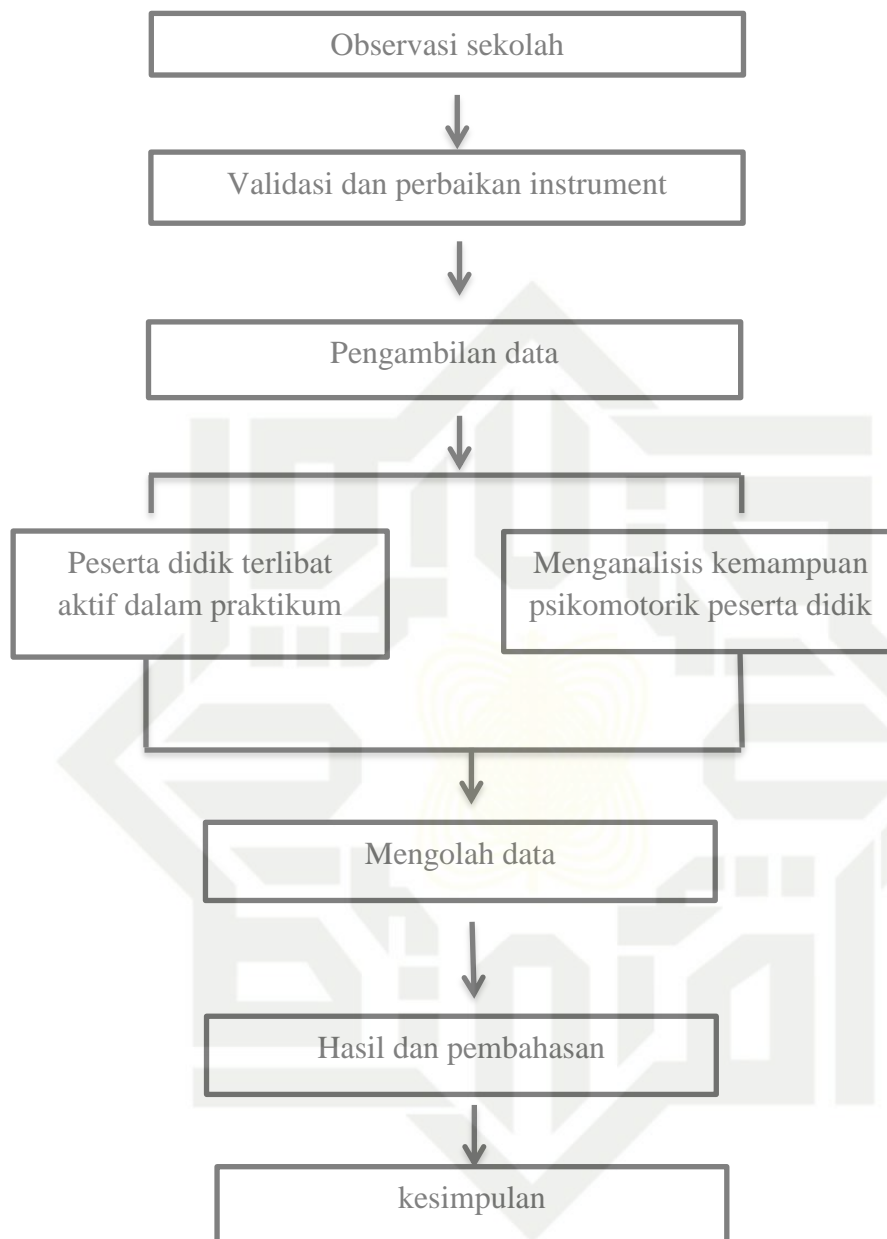 Observasi sekolah
Validasi dan perbaikan instrument
Pengambilan data
Peserta didik terlibat
aktif dalam praktikum
Menganalisis kemampuan
psikomotorik peserta didik
Mengolah data
Hasil dan pembahasan
kesimpulan